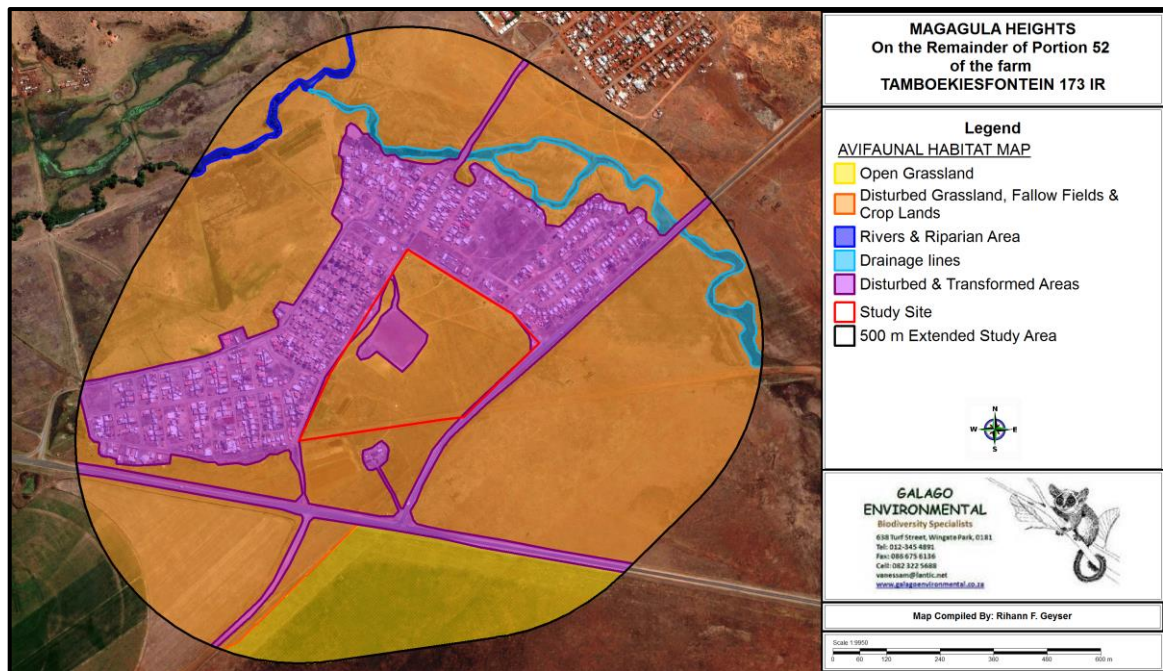 MAGAGULA HEIGHTS
On the Remainder of Portion 52
of the farm
TAMBOEKIESFONTEIN 173 IR
Legend
AVIFAUNAL HABITAT MAP
Open Grassland
Disturbed Grassland, Fallow Fields &
Crop Lands
Rivers & Riparian Area
Drainage lines
Disturbed & Transformed Areas
Study Site
500 m Extended Study Area
N
W E
S
GALAGO
ENVIRONMENTAL
Biodiversity Specialists
638 Turf Street, Wingate Park, 0181
Tel: 012-345 4891
Fax: 086 675 6136
Cell: 082 322 5688
vanessam@lantic.net
www.galagoenvironmental.co.za
Map Compiled By: Rihann F. Geyser
Scale 1:9950
0 60 120 240 360 480 600 m